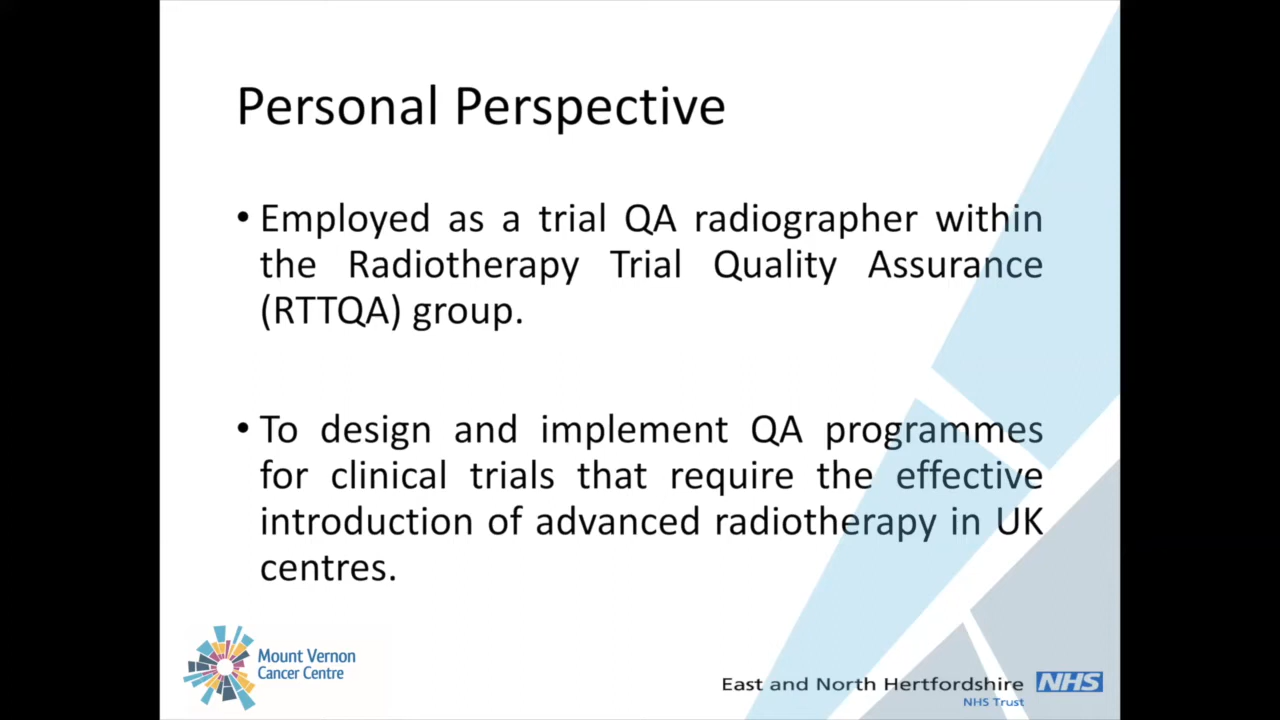 Personal Perspective
• Employed as a trial QA radiographer within
the Radiotherapy Trial Quality Assurance
(RTTQA) group.
• To design and implement QA programmes
for clinical trials that require the effective
introduction of advanced radiotherapy in UK
centres.
Mount Vernon
Cancer Centre
East and North Hertfordshire NHS
NHS Trust